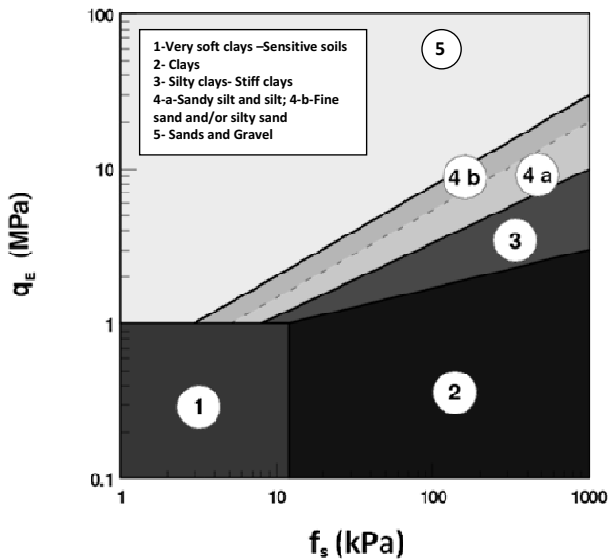 100
1-Very soft clays –Sensitive soils
2- Clays
3- Silty clays- Stiff clays
4-a-Sandy silt and silt; 4-b-Fine
sand and/or silty sand
5- Sands and Gravel
5
10
4 b
4 a
3
q_E (MPa)
1
1
2
0.1
1
10
100
1000
f_s (kPa)